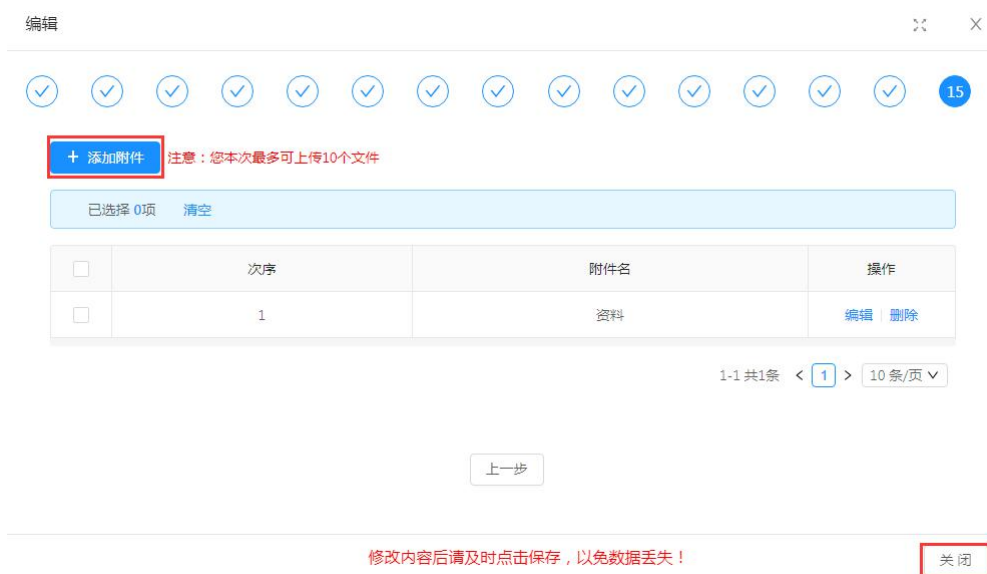 编辑
15
+ 添加附件 注意：您本次最多可上传10个文件
已选择 0项 清空
次序 附件名 操作
1 资料 编辑 删除
1-1 共1条 < 1 > 10 条/页
上一步
修改内容后请及时点击保存，以免数据丢失！
关闭